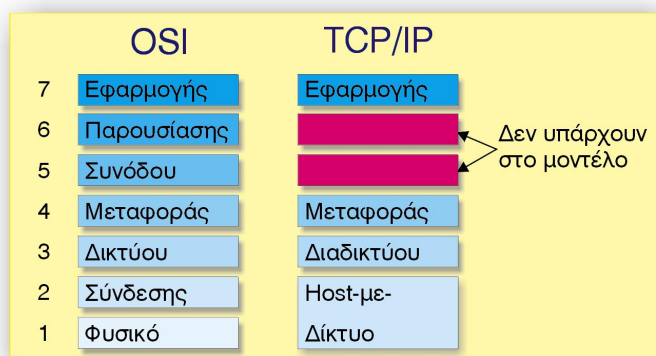 OSI TCP/IP
7 Εφαρμογής Εφαρμογής
6 Παρουσίασης
5 Συνόδου
Δεν υπάρχουν
στο μοντέλο
4 Μεταφοράς Μεταφοράς
3 Δικτύου Διαδικτύου
2 Σύνδεσης Host-με-
1 Φυσικό Δίκτυο